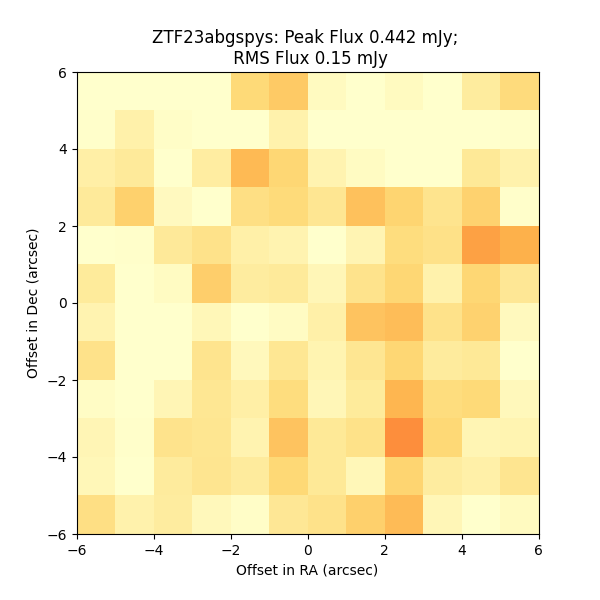 ZTF23abgspys: Peak Flux 0.442 mJy;
RMS Flux 0.15 mJy
6
4
2
0
−2
−4
−6
Offset in Dec (arcsec)
−6 −4 −2 0 2 4 6
Offset in RA (arcsec)